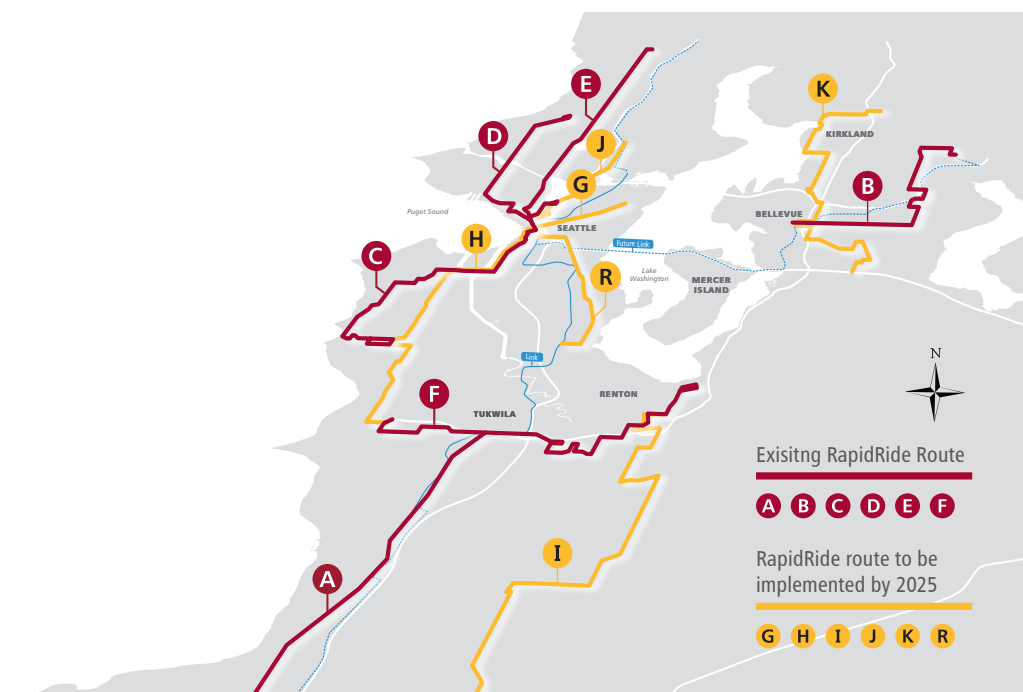 E
K
D
J
KIRKLAND
G
B
Puget Sound
BELLEVUE
SEATTLE
H
Future Link
C
Lake
Washington
R
MERCER
ISLAND
N
Link
F
RENTON
TUKWILA
Exisitng RapidRide Route
A B C D E F
I
RapidRide route to be
implemented by 2025
A
G H I J K R